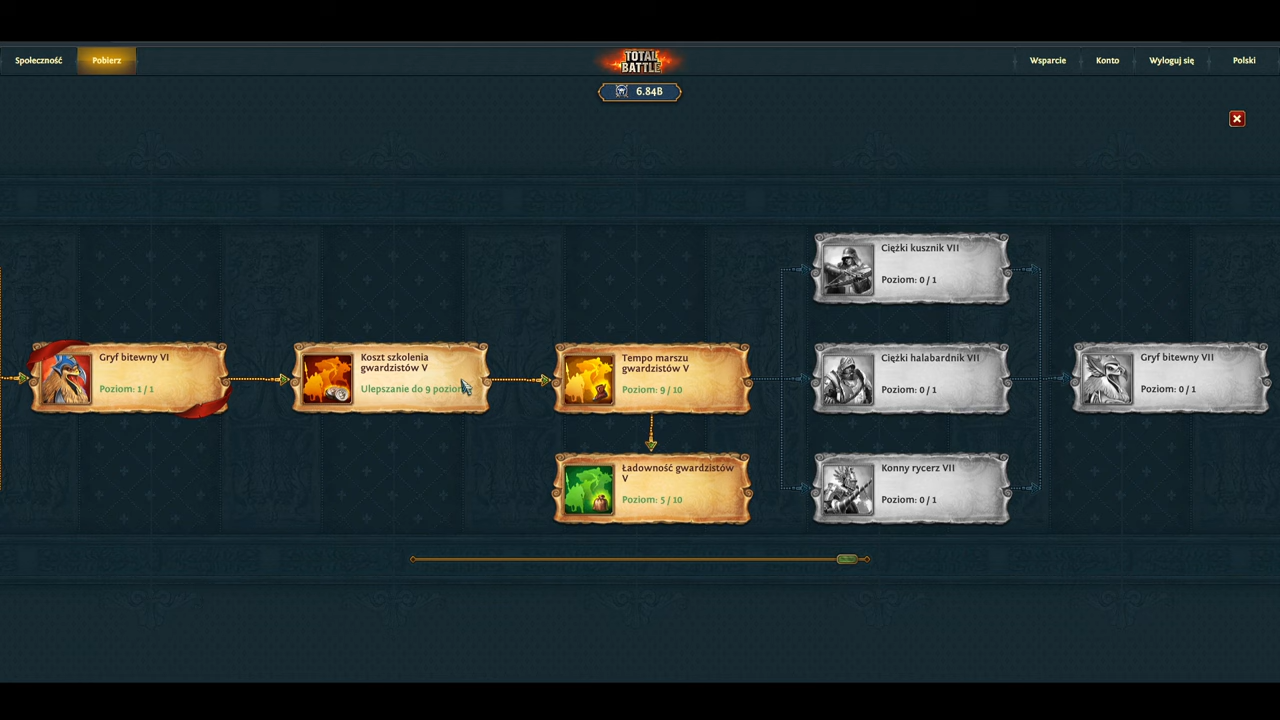 Społeczność
Pobierz
TOTAL
BATTLE
Wsparcie
Konto
Wyloguj się
Polski
6.84B
Gryf bitewny VI
Poziom: 1 / 1
Koszt szkolenia
gwardzistów V
Ulepszanie do 9 poziom
Tempo marszu
gwardzistów V
Poziom: 9 / 10
Ładowność gwardzistów
V
Poziom: 5 / 10
Ciężki kusznik VII
Poziom: 0 / 1
Ciężki halabardnik VII
Poziom: 0 / 1
Konny rycerz VII
Poziom: 0 / 1
Gryf bitewny VII
Poziom: 0 / 1